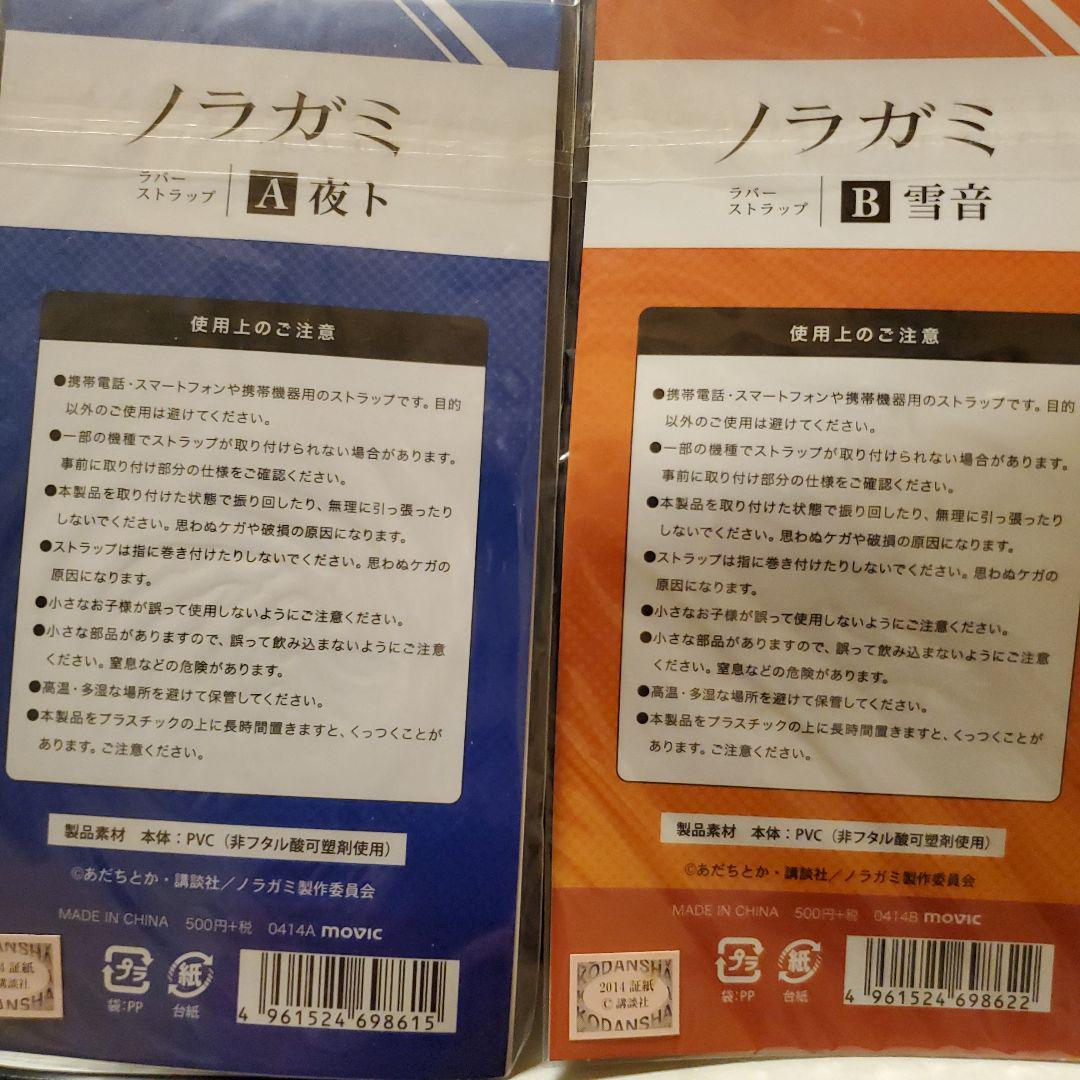 ノラガミ
ラバー
ストラップ
A 夜ト
使用上のご注意
●携帯電話・スマートフォンや携帯機器用のストラップです。目的
以外のご使用は避けてください。
●一部の機種でストラップが取り付けられない場合があります。
事前に取り付け部分の仕様をご確認ください。
●本製品を取り付けた状態で振り回したり、無理に引っ張ったり
しないでください。思わぬケガや破損の原因になります。
●ストラップは指に巻き付けたりしないでください。思わぬケガの
原因になります。
●小さなお子様が誤って使用しないようにご注意ください。
●小さな部品がありますので、誤って飲み込まないようにご注意
ください。窒息などの危険があります。
●高温・多湿な場所を避けて保管してください。
●本製品をプラスチックの上に長時間置きますと、くっつくことが
あります。ご注意ください。
製品素材 本体：PVC（非フタル酸可塑剤使用）
©あだちとか・講談社／ノラガミ製作委員会
MADE IN CHINA 500円+税 0414A movic
プラ
袋:PP
紙
台紙
4 961524 698615
ANSHA
4 証紙
講談社
DANSHA
ノラガミ
ラバー
ストラップ
B 雪音
使用上のご注意
●携帯電話・スマートフォンや携帯機器用のストラップです。目的
以外のご使用は避けてください。
●一部の機種でストラップが取り付けられない場合があります。
事前に取り付け部分の仕様をご確認ください。
●本製品を取り付けた状態で振り回したり、無理に引っ張ったり
しないでください。思わぬケガや破損の原因になります。
●ストラップは指に巻き付けたりしないでください。思わぬケガの
原因になります。
●小さなお子様が誤って使用しないようにご注意ください。
●小さな部品がありますので、誤って飲み込まないようにご注意
ください。窒息などの危険があります。
●高温・多湿な場所を避けて保管してください。
●本製品をプラスチックの上に長時間置きますと、くっつくことが
あります。ご注意ください。
製品素材 本体：PVC（非フタル酸可塑剤使用）
©あだちとか・講談社／ノラガミ製作委員会
MADE IN CHINA 500円+税 0414B movic
プラ
袋:PP
紙
台紙
4 961524 698622
KODANSHA
2014 証紙
© 講談社
KODANSHA